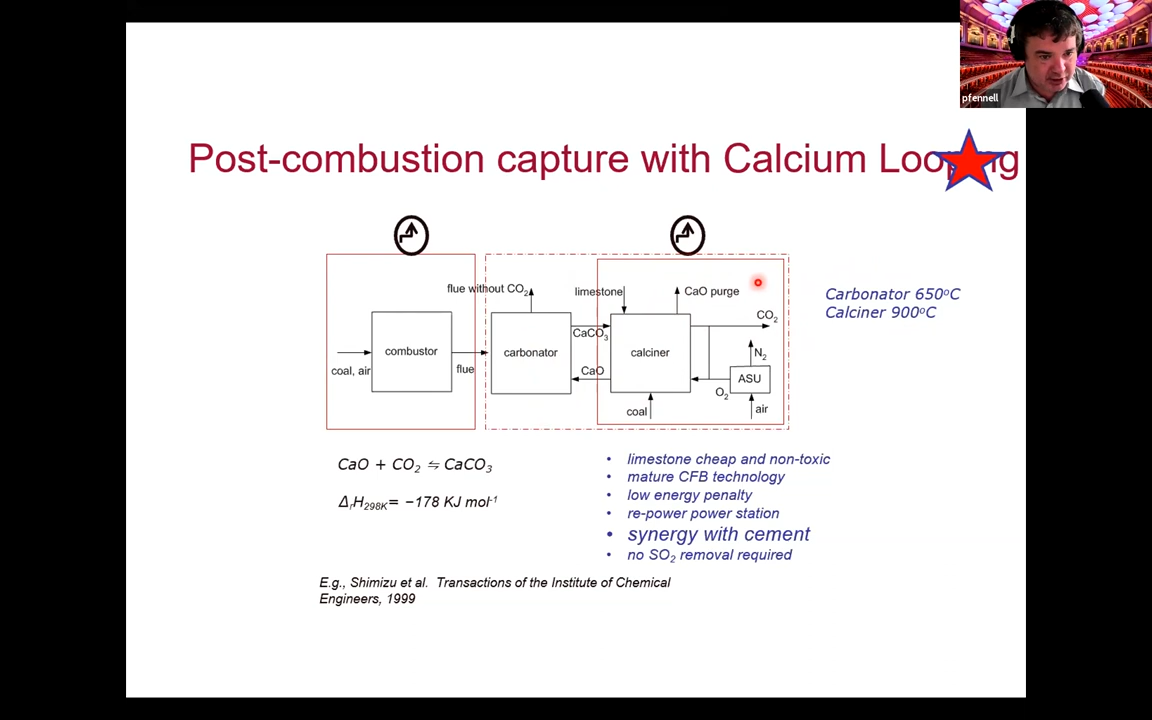 pfennell
Post-combustion capture with Calcium Looping
flue without CO2
limestone
CaO purge
CO2
CaCO3
combustor
carbonator
calciner
N2
coal, air
flue
CaO
ASU
O2
coal
air
Carbonator 650ºC
Calciner 900ºC
CaO + CO2 ⇋ CaCO3
ΔrH298K= −178 KJ mol-1
• limestone cheap and non-toxic
• mature CFB technology
• low energy penalty
• re-power power station
• synergy with cement
• no SO2 removal required
E.g., Shimizu et al. Transactions of the Institute of Chemical
Engineers, 1999